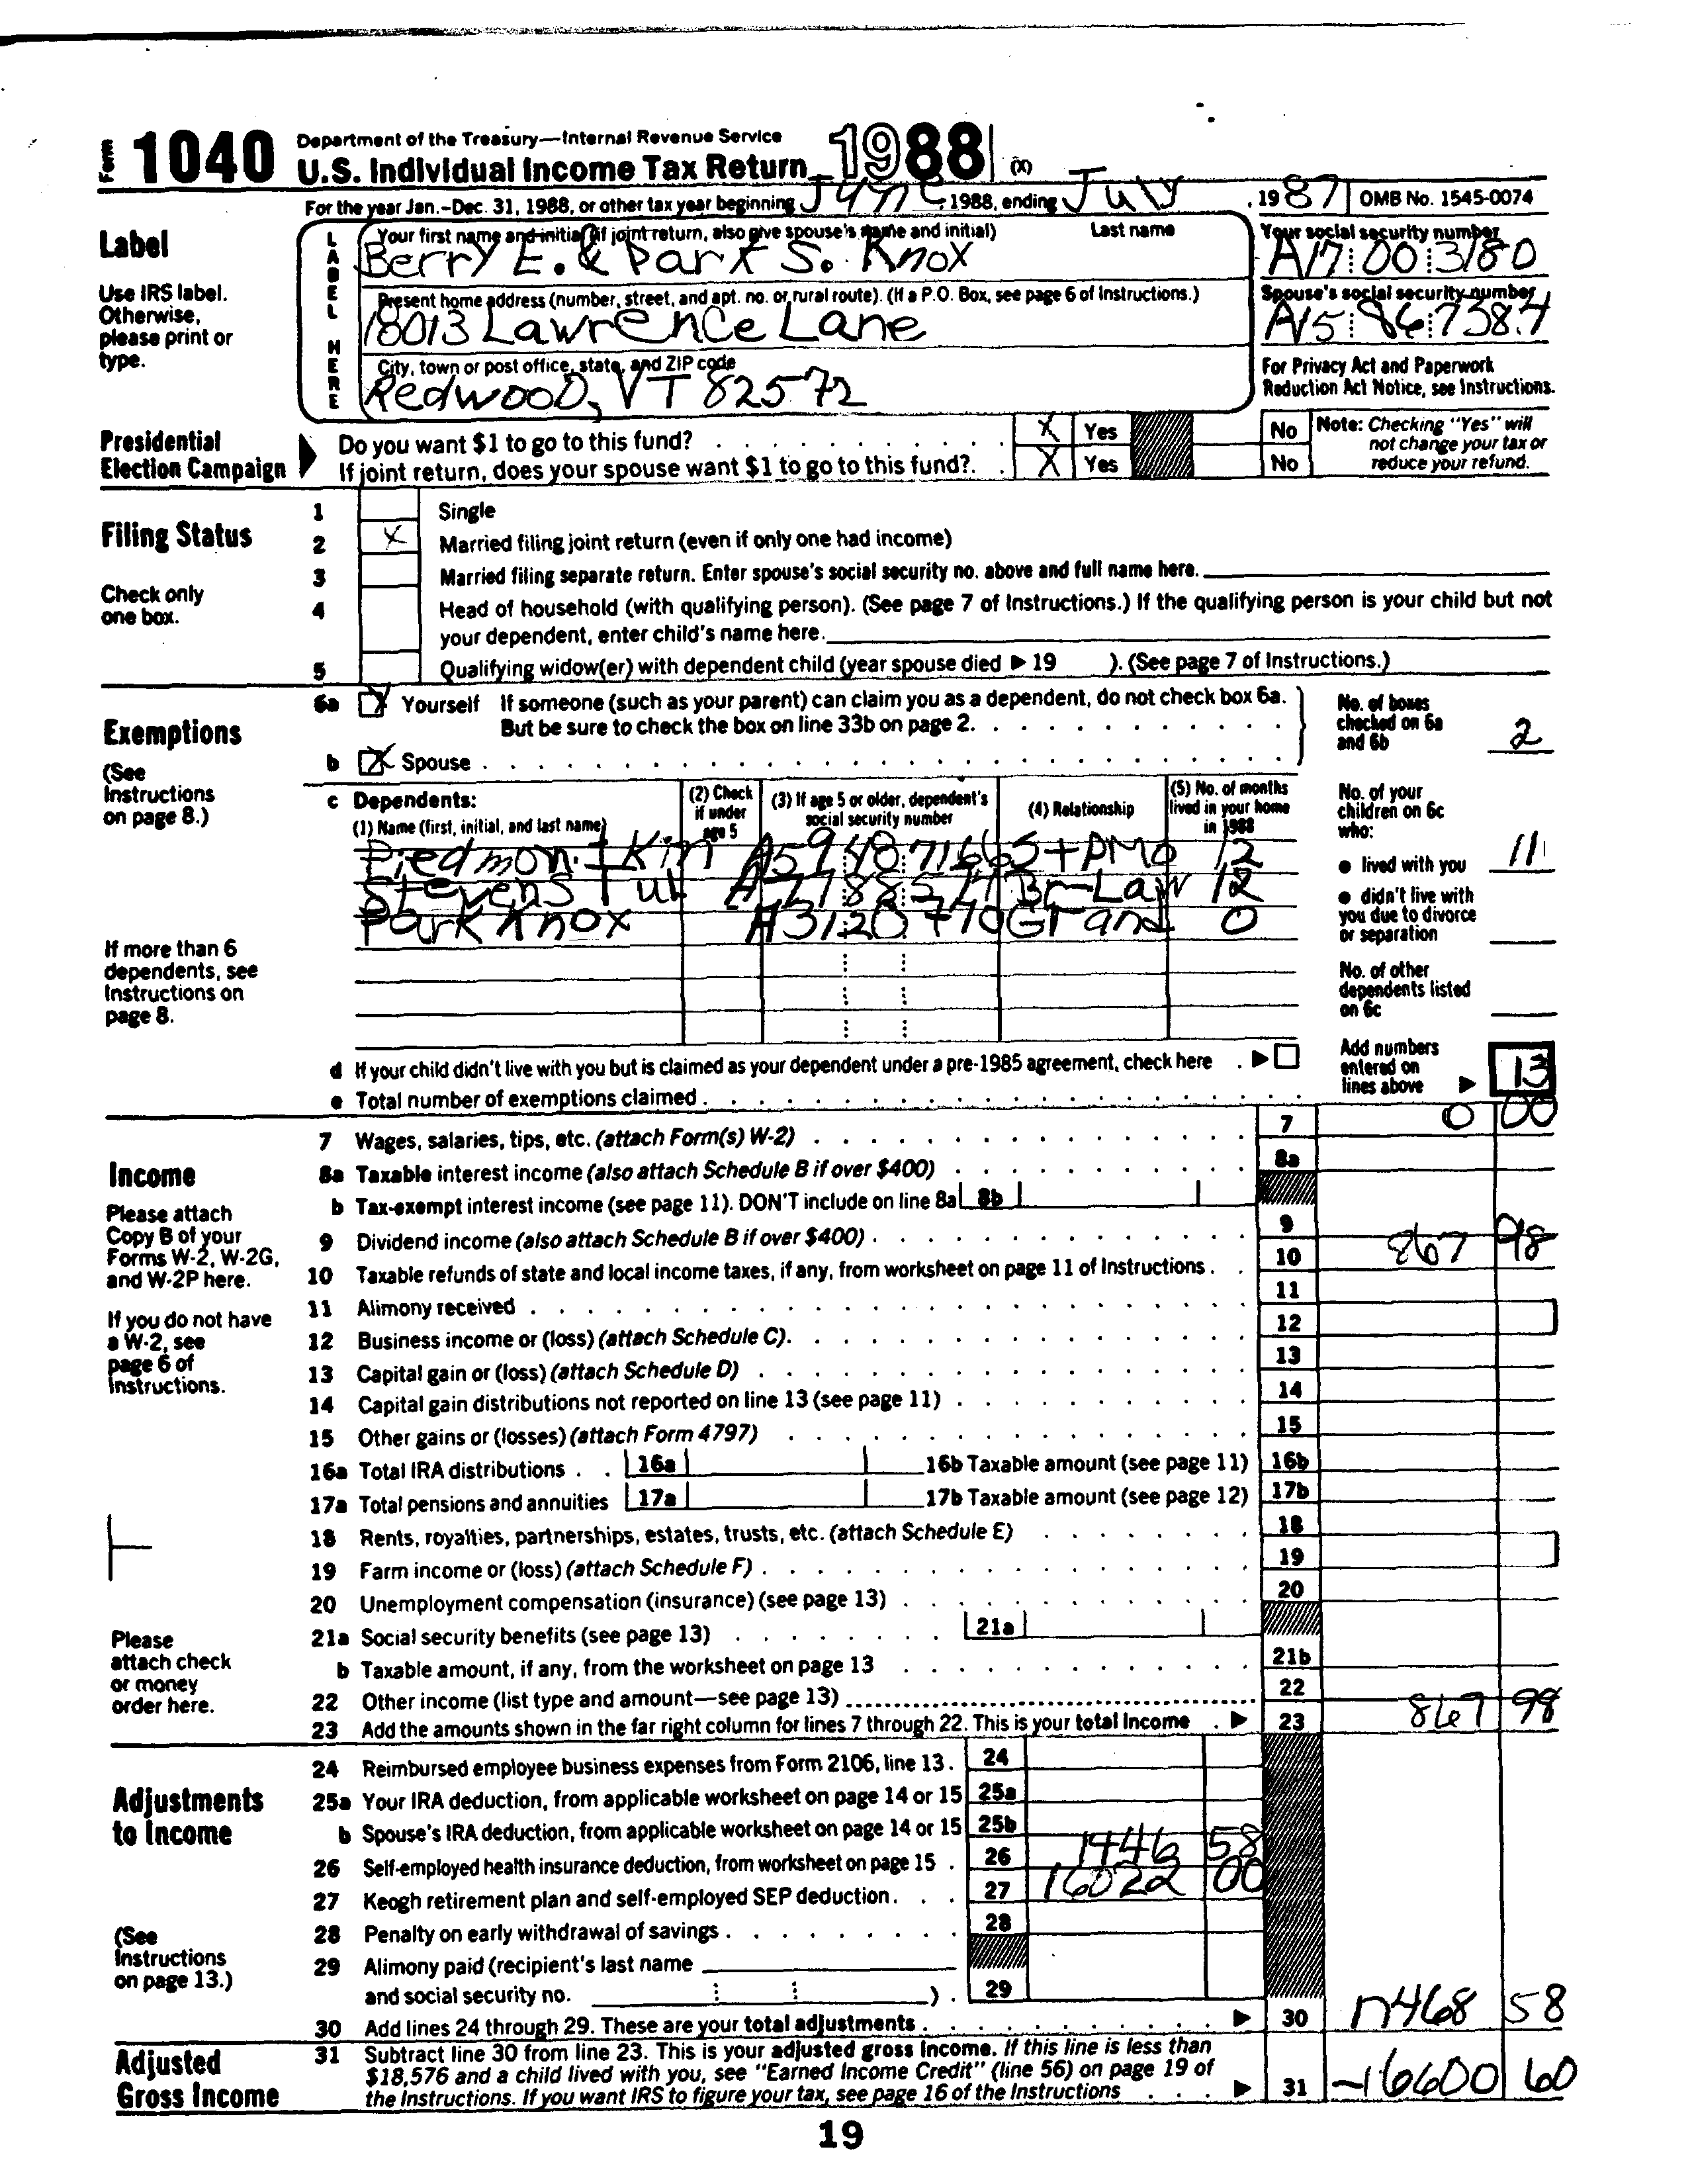 Form 1040 Department of the Treasury—Internal Revenue Service
U.S. Individual Income Tax Return 1988 (X)
For the year Jan.-Dec. 31, 1988, or other tax year beginning June, 1988, ending July , 1987 OMB No. 1545-0074
Label
Use IRS label. Otherwise, please print or type.
LABEL HERE
Your first name and initial (if joint return, also give spouse's name and initial) Last name
Berry E. & Park S. Knox
Your social security number
A17:00:3180
Present home address (number, street, and apt. no. or rural route). (If a P.O. Box, see page 6 of Instructions.)
18013 Lawrence Lane
Spouse's social security number
A15:86:7387
City, town or post office, state, and ZIP code
Redwood, VT 82572
For Privacy Act and Paperwork Reduction Act Notice, see Instructions.
Presidential Election Campaign
Do you want $1 to go to this fund? X Yes No
If joint return, does your spouse want $1 to go to this fund?. X Yes No
Note: Checking "Yes" will not change your tax or reduce your refund.
Filing Status
Check only one box.
1 Single
2 X Married filing joint return (even if only one had income)
3 Married filing separate return. Enter spouse's social security no. above and full name here.
4 Head of household (with qualifying person). (See page 7 of Instructions.) If the qualifying person is your child but not
your dependent, enter child's name here.
5 Qualifying widow(er) with dependent child (year spouse died ▶ 19 ). (See page 7 of Instructions.)
Exemptions
(See Instructions on page 8.)
6a X Yourself If someone (such as your parent) can claim you as a dependent, do not check box 6a.
But be sure to check the box on line 33b on page 2.
b X Spouse
No. of boxes checked on 6a and 6b 2
c Dependents:
(1) Name (first, initial, and last name) (2) Check if under age 5 (3) If age 5 or older, dependent's social security number (4) Relationship (5) No. of months lived in your home in 1988
Piedmont Kim A59:48:7166 StpMo 12
Stevens Br-Law 12
Park Knox Grand 0
If more than 6 dependents, see Instructions on page 8.
No. of your children on 6c who:
● lived with you 11
● didn't live with you due to divorce or separation
No. of other dependents listed on 6c
d If your child didn't live with you but is claimed as your dependent under a pre-1985 agreement, check here . ▶
e Total number of exemptions claimed
Add numbers entered on lines above ▶ 13
Income
Please attach Copy B of your Forms W-2, W-2G, and W-2P here.
If you do not have a W-2, see page 6 of Instructions.
Please attach check or money order here.
7 Wages, salaries, tips, etc. (attach Form(s) W-2) 7 0 00
8a Taxable interest income (also attach Schedule B if over $400) 8a
b Tax-exempt interest income (see page 11). DON'T include on line 8a 8b
9 Dividend income (also attach Schedule B if over $400) 9
10 Taxable refunds of state and local income taxes, if any, from worksheet on page 11 of Instructions. 10 867 98
11 Alimony received 11
12 Business income or (loss) (attach Schedule C). 12
13 Capital gain or (loss) (attach Schedule D) 13
14 Capital gain distributions not reported on line 13 (see page 11) 14
15 Other gains or (losses) (attach Form 4797) 15
16a Total IRA distributions 16a 16b Taxable amount (see page 11) 16b
17a Total pensions and annuities 17a 17b Taxable amount (see page 12) 17b
18 Rents, royalties, partnerships, estates, trusts, etc. (attach Schedule E) 18
19 Farm income or (loss) (attach Schedule F) 19
20 Unemployment compensation (insurance) (see page 13) 20
21a Social security benefits (see page 13) 21a
b Taxable amount, if any, from the worksheet on page 13 21b
22 Other income (list type and amount—see page 13) 22
23 Add the amounts shown in the far right column for lines 7 through 22. This is your total income ▶ 23 867 98
Adjustments to Income
(See Instructions on page 13.)
24 Reimbursed employee business expenses from Form 2106, line 13. 24
25a Your IRA deduction, from applicable worksheet on page 14 or 15 25a
b Spouse's IRA deduction, from applicable worksheet on page 14 or 15 25b
26 Self-employed health insurance deduction, from worksheet on page 15 26 1446 58
27 Keogh retirement plan and self-employed SEP deduction 27 16022 00
28 Penalty on early withdrawal of savings 28
29 Alimony paid (recipient's last name
and social security no. ) . 29
30 Add lines 24 through 29. These are your total adjustments ▶ 30 17468 58
Adjusted Gross Income
31 Subtract line 30 from line 23. This is your adjusted gross income. If this line is less than
$18,576 and a child lived with you, see "Earned Income Credit" (line 56) on page 19 of
the Instructions. If you want IRS to figure your tax, see page 16 of the Instructions ▶ 31 -16600 60
19